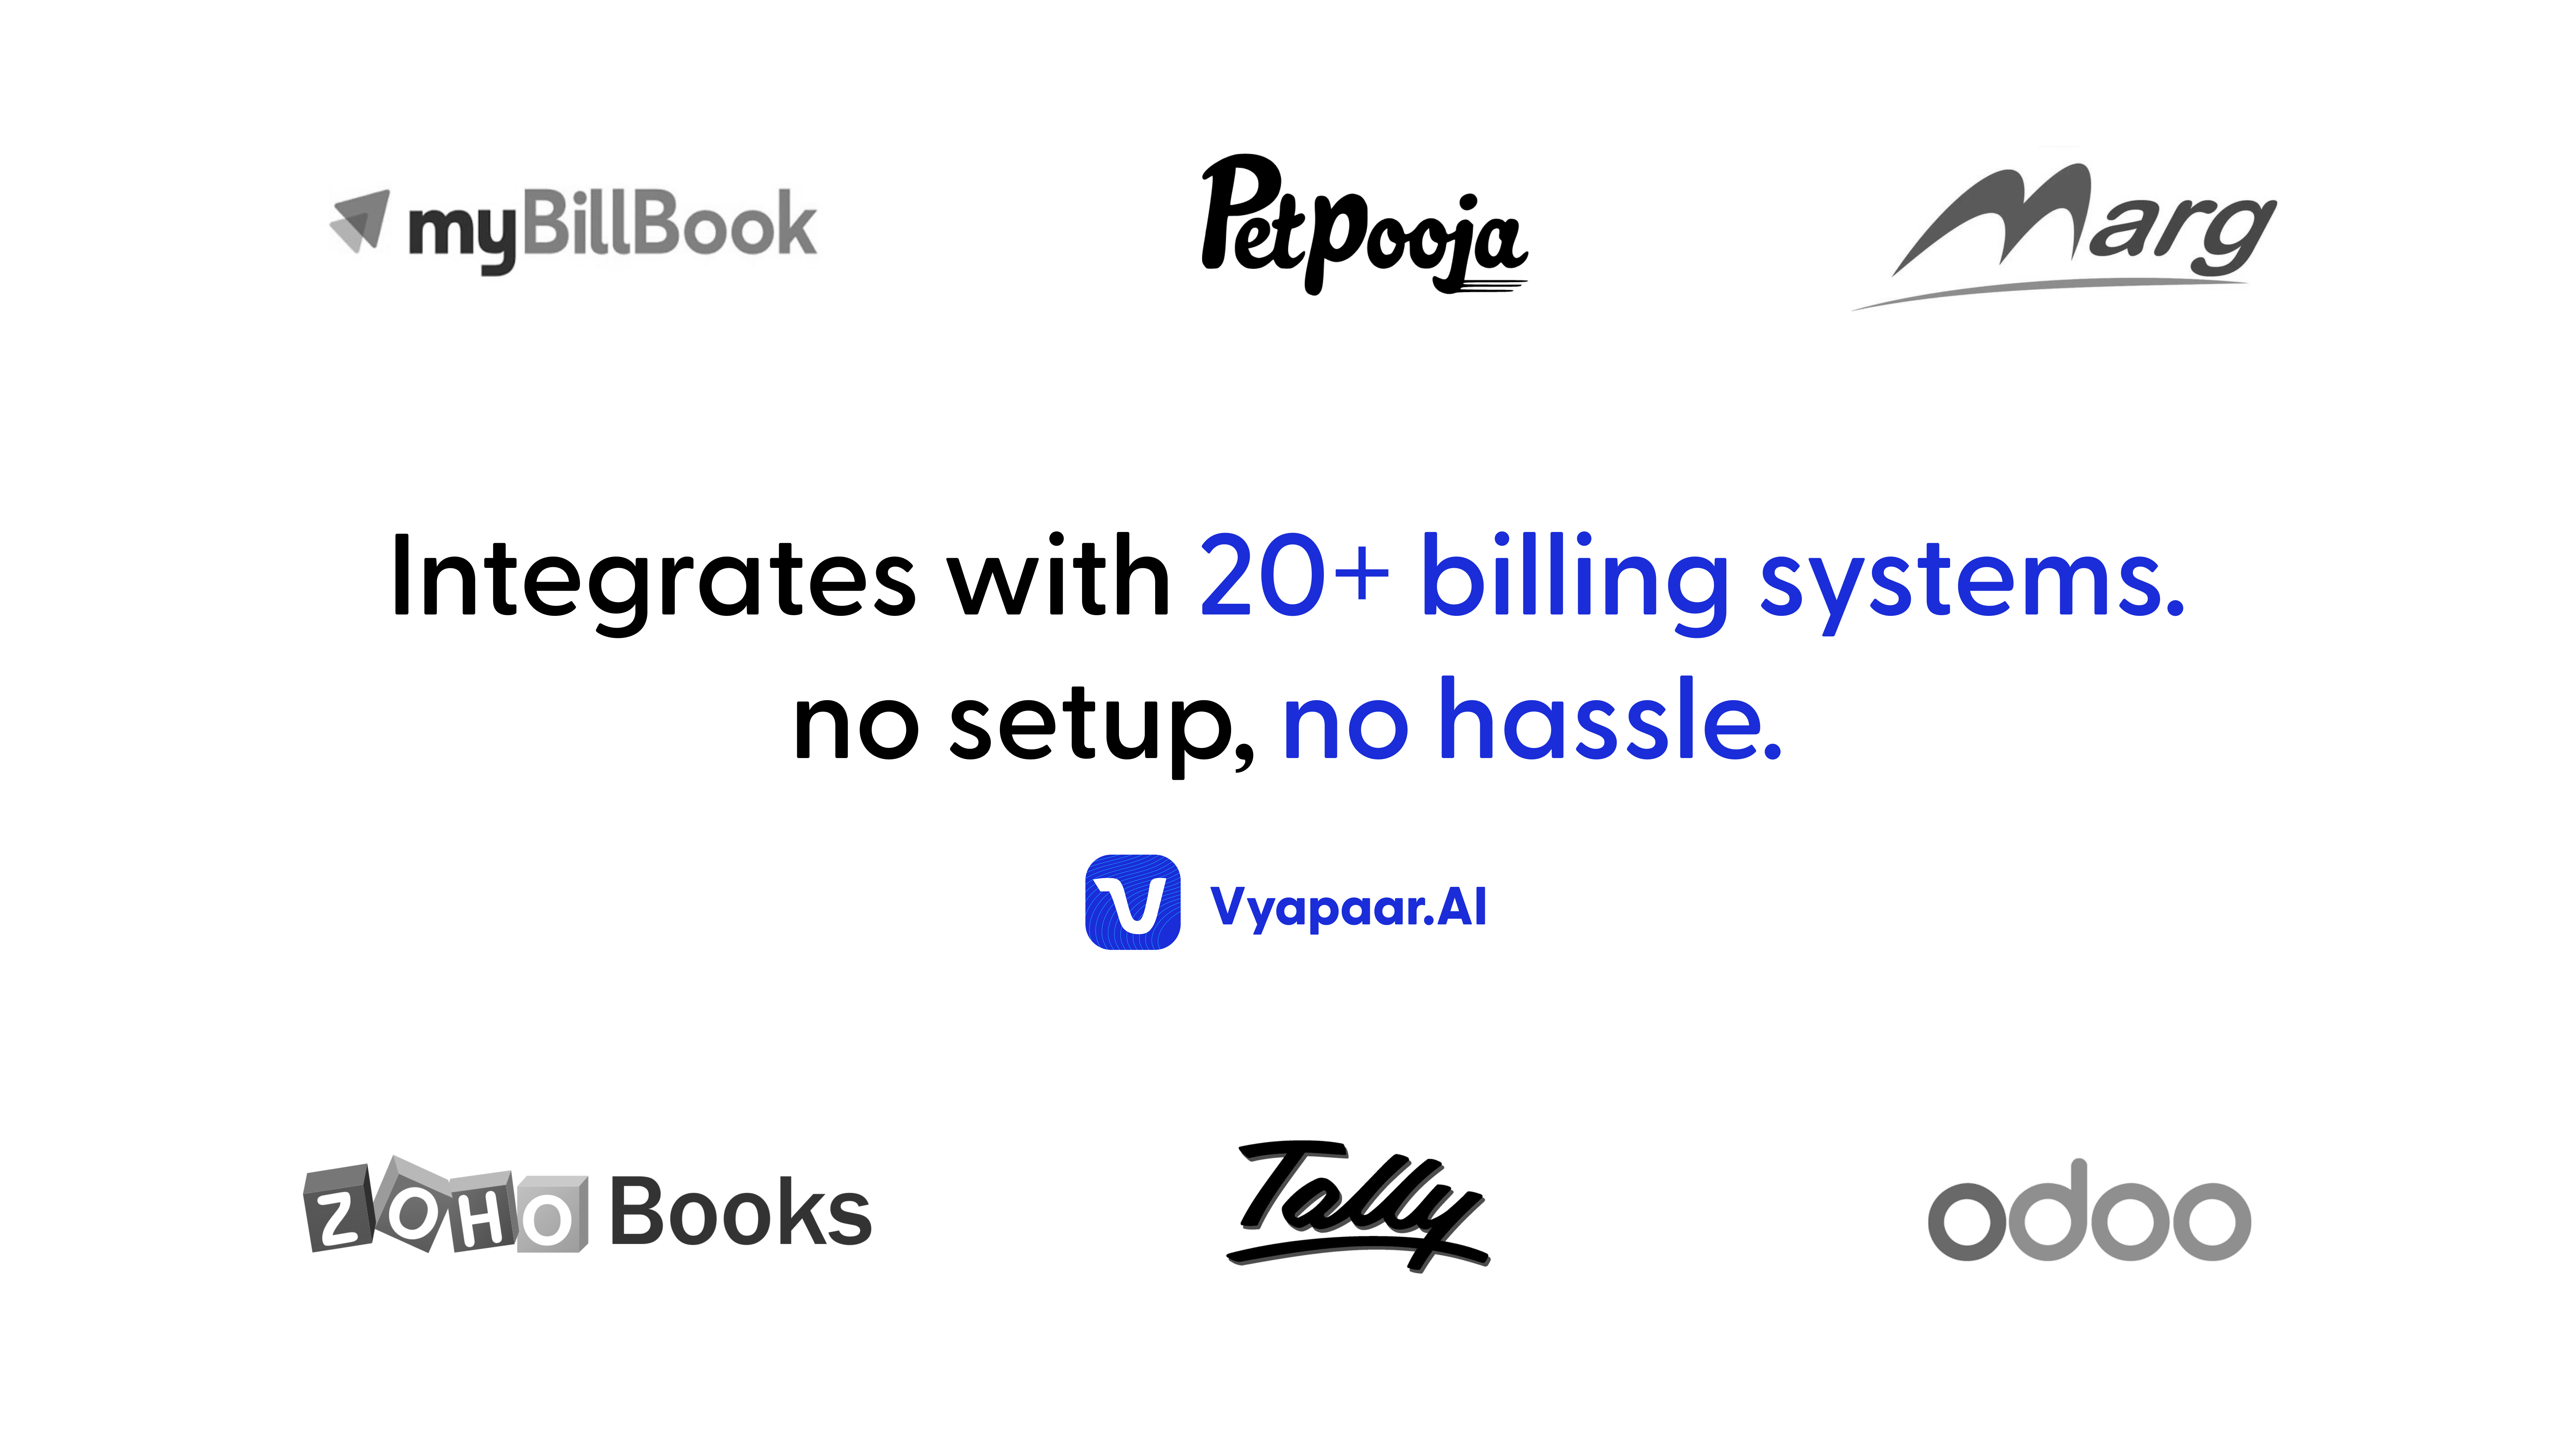 myBillBook
Petpooja
Marg
Integrates with 20+ billing systems.
no setup, no hassle.
Vyapaar.AI
ZOHO Books
Tally
odoo